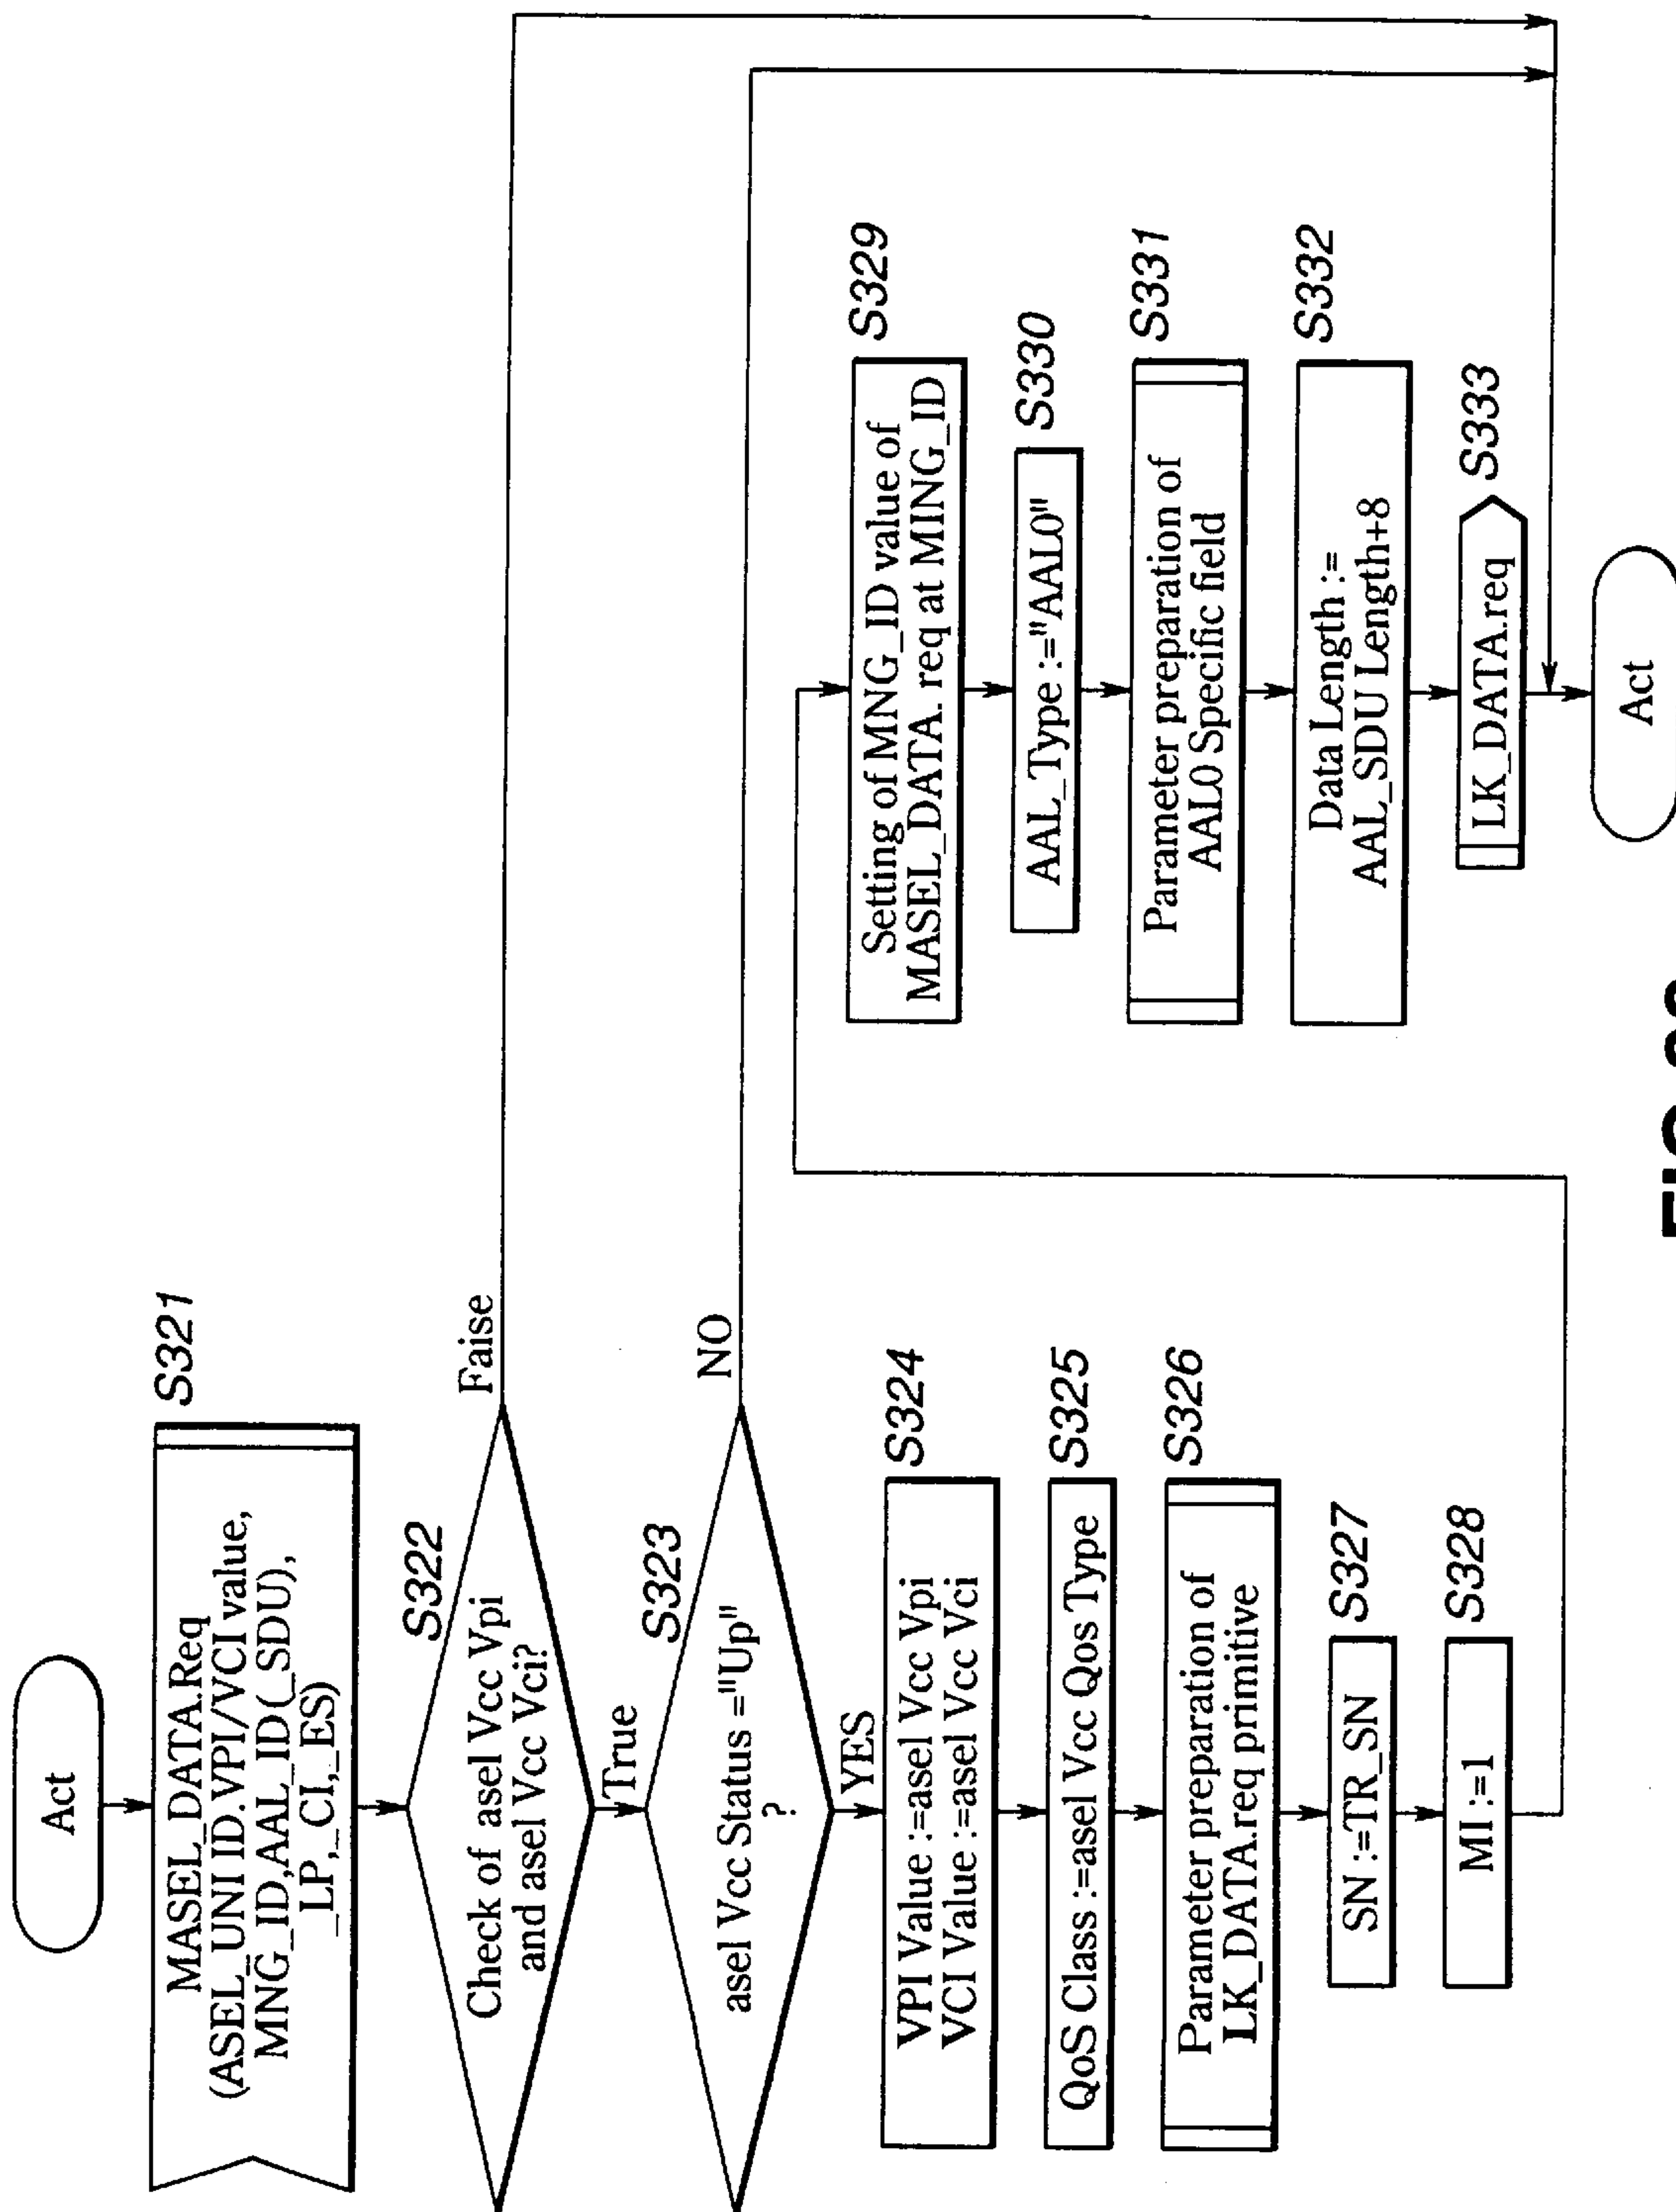 Act
S321
MASEL_DATA.Req
(ASEL_UNI ID.VPI/VCI value,
MNG_ID,AAL_ID(_SDU),
_LP,_CI,_ES)
S322
Check of asel Vcc Vpi
and asel Vcc Vci?
Faise
True
S323
asel Vcc Status ="Up"
?
NO
YES
S324
VPI Value :=asel Vcc Vpi
VCI Value :=asel Vcc Vci
S325
QoS Class :=asel Vcc Qos Type
S326
Parameter preparation of
LK_DATA.req primitive
S327
SN :=TR_SN
S328
MI :=1
S329
Setting of MNG_ID value of
MASEL_DATA. req at MING_ID
S330
AAL_Type :="AAL0"
S331
Parameter preparation of
AAL0 Specific field
S332
Data Length :=
AAL_SDU Length+8
S333
LK_DATA.req
Act